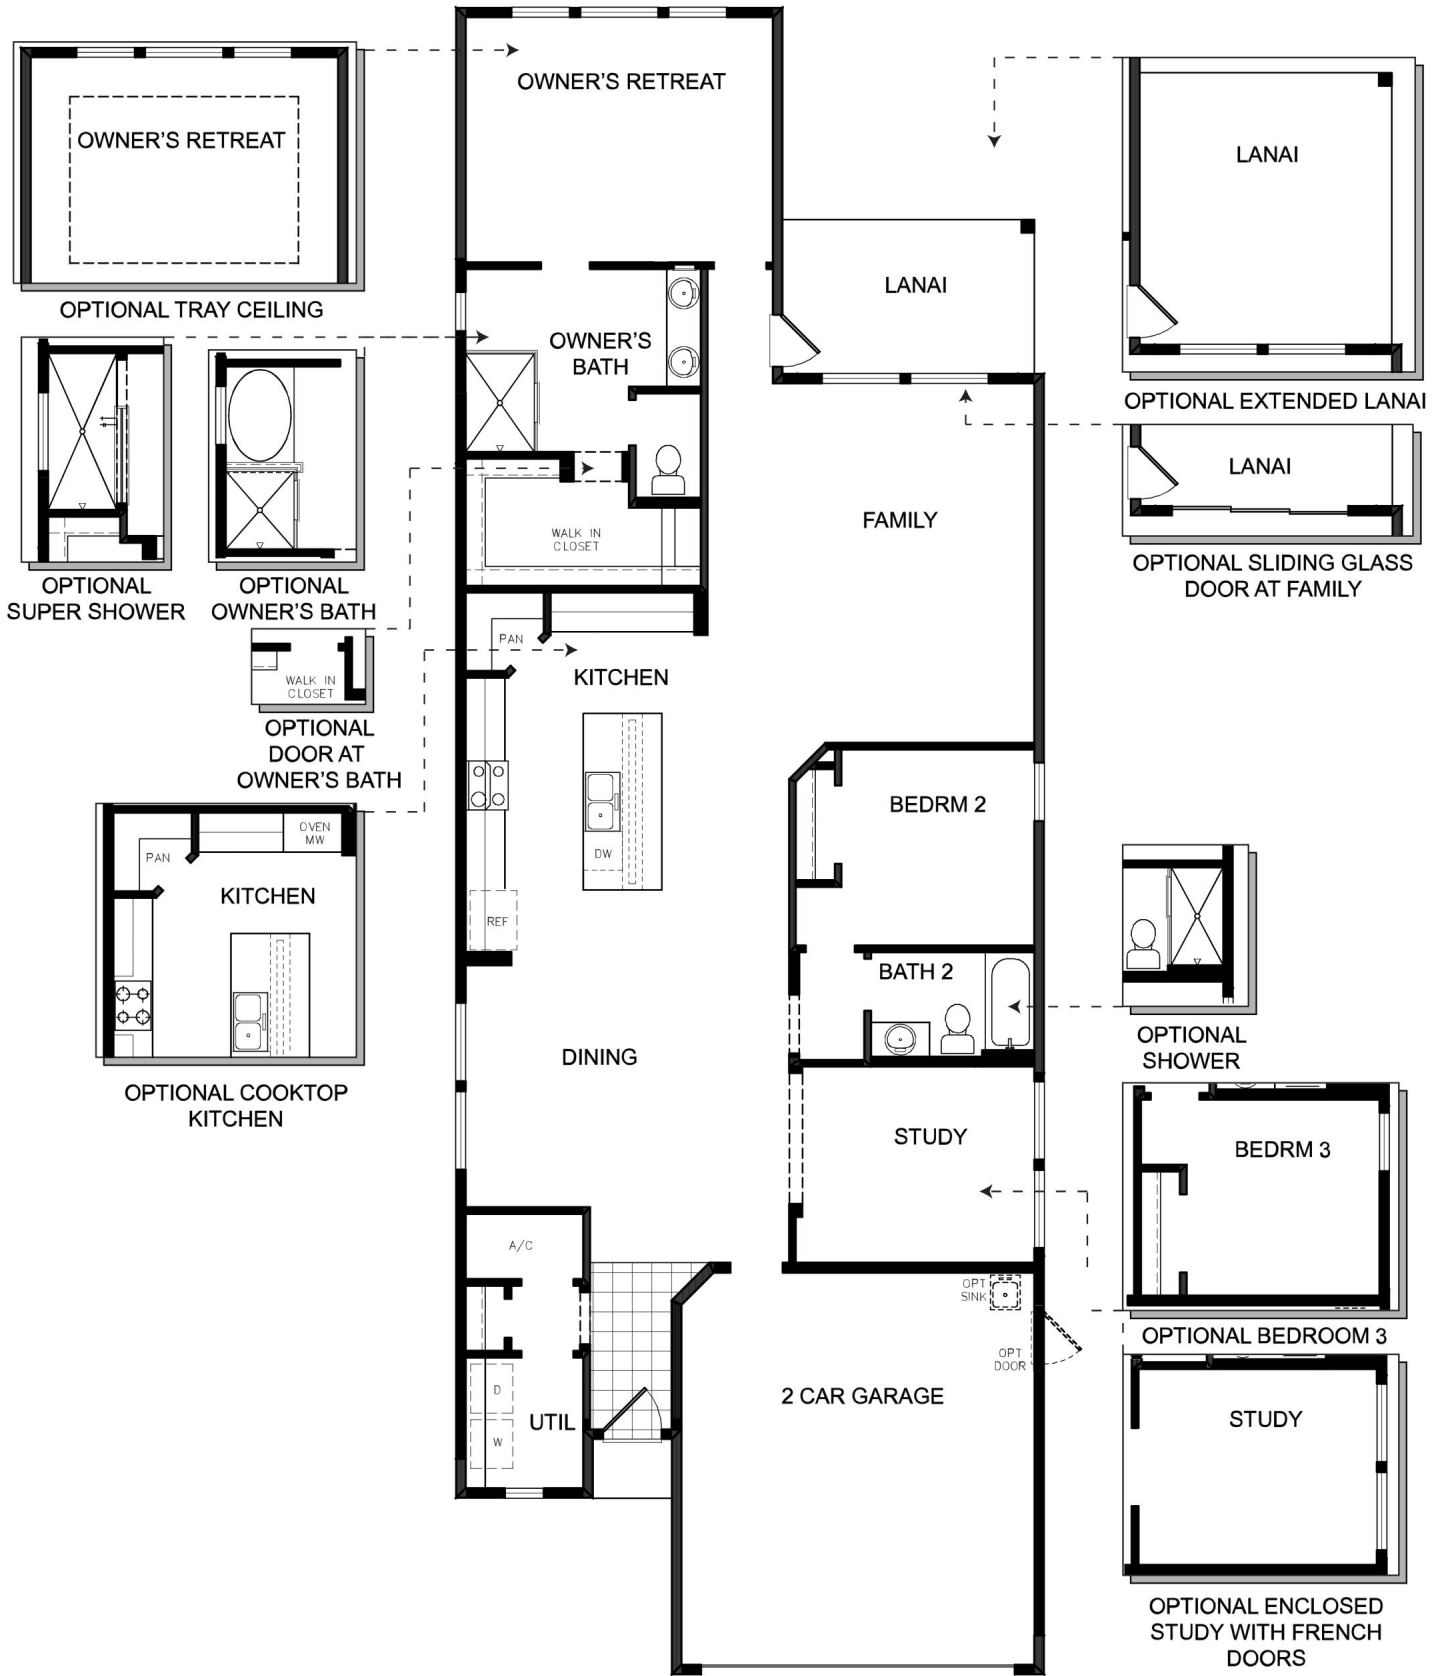 OWNER'S RETREAT
OPTIONAL TRAY CEILING
OWNER'S RETREAT
LANAI
OPTIONAL EXTENDED LANAI
LANAI
OWNER'S
BATH
OPTIONAL
SUPER SHOWER
OPTIONAL
OWNER'S BATH
LANAI
OPTIONAL SLIDING GLASS
DOOR AT FAMILY
WALK IN
CLOSET
FAMILY
WALK IN
CLOSET
OPTIONAL
DOOR AT
OWNER'S BATH
PAN
KITCHEN
DW
REF
BEDRM 2
PAN
OVEN
MW
KITCHEN
OPTIONAL COOKTOP
KITCHEN
BATH 2
OPTIONAL
SHOWER
DINING
STUDY
BEDRM 3
OPTIONAL BEDROOM 3
A/C
OPT
SINK
OPT
DOOR
D
W
UTIL
2 CAR GARAGE
STUDY
OPTIONAL ENCLOSED
STUDY WITH FRENCH
DOORS